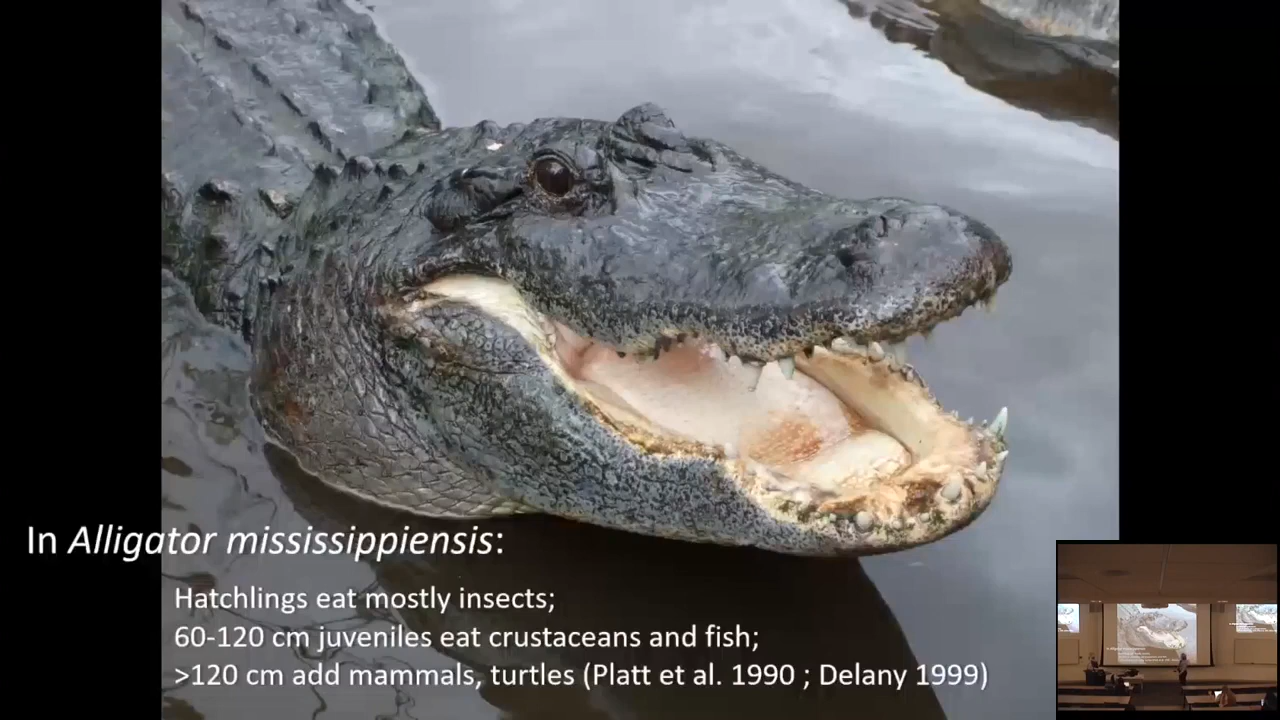 In Alligator mississippiensis:
Hatchlings eat mostly insects;
60-120 cm juveniles eat crustaceans and fish;
>120 cm add mammals, turtles (Platt et al. 1990 ; Delany 1999)